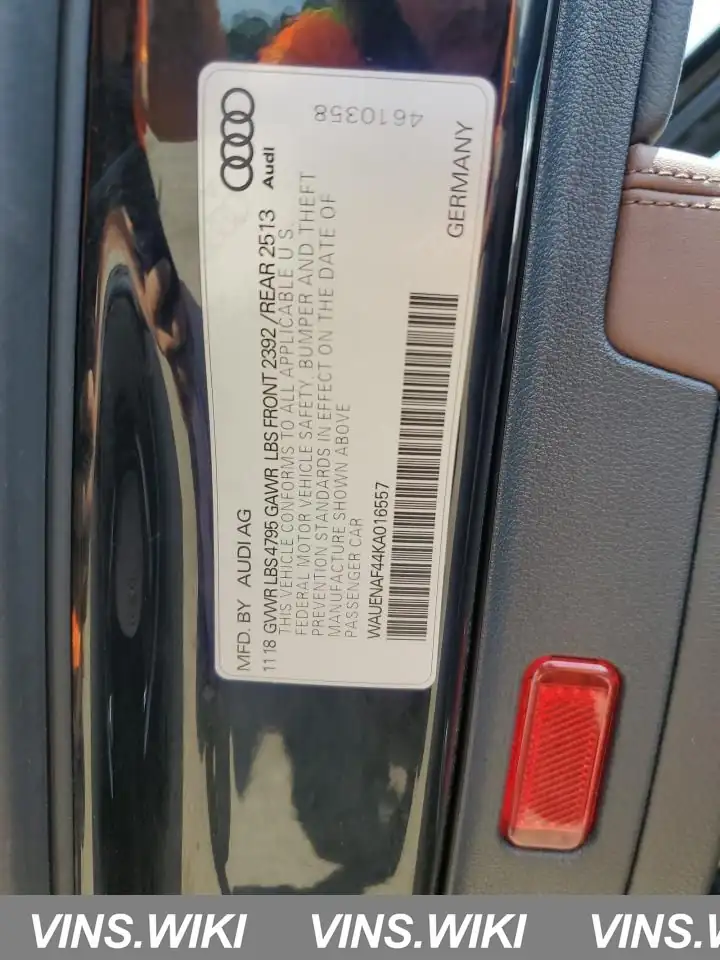 MFD. BY AUDI AG
Audi
11 18 GVWR LBS 4795 GAWR LBS FRONT 2392 /REAR 2513
THIS VEHICLE CONFORMS TO ALL APPLICABLE U S
FEDERAL MOTOR VEHICLE SAFETY, BUMPER AND THEFT
PREVENTION STANDARDS IN EFFECT ON THE DATE OF
MANUFACTURE SHOWN ABOVE
PASSENGER CAR
WAUENAF44KA016557
4610358
GERMANY
VINS.WIKI VINS.WIKI VINS.W